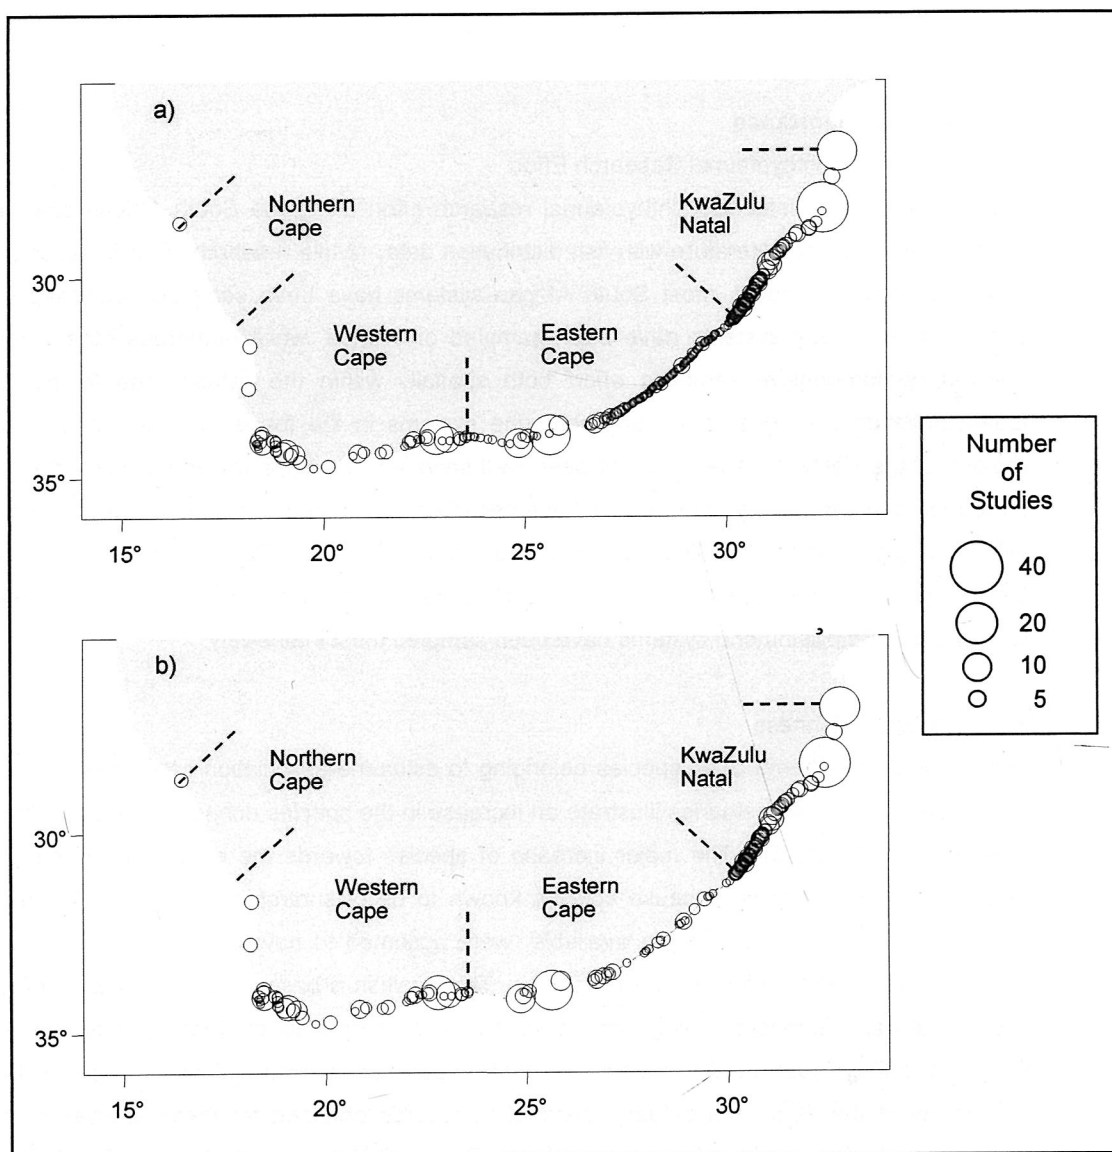 a)
Northern
Cape
KwaZulu
Natal
Western
Cape
Eastern
Cape
30°
35°
15°
20°
25°
30°
Number
of
Studies
40
20
10
5
b)
Northern
Cape
KwaZulu
Natal
Western
Cape
Eastern
Cape
30°
35°
15°
20°
25°
30°